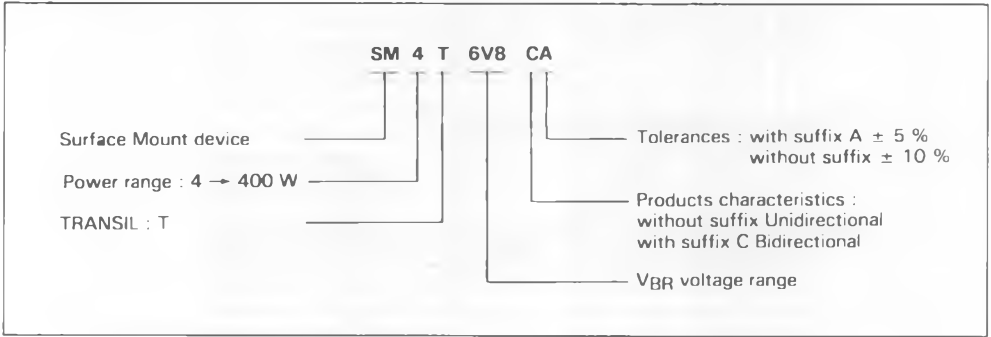 SM 4 T 6V8 CA
Surface Mount device
Power range : 4 → 400 W
TRANSIL : T
Tolerances : with suffix A ± 5 %
without suffix ± 10 %
Products characteristics :
without suffix Unidirectional
with suffix C Bidirectional
VBR voltage range